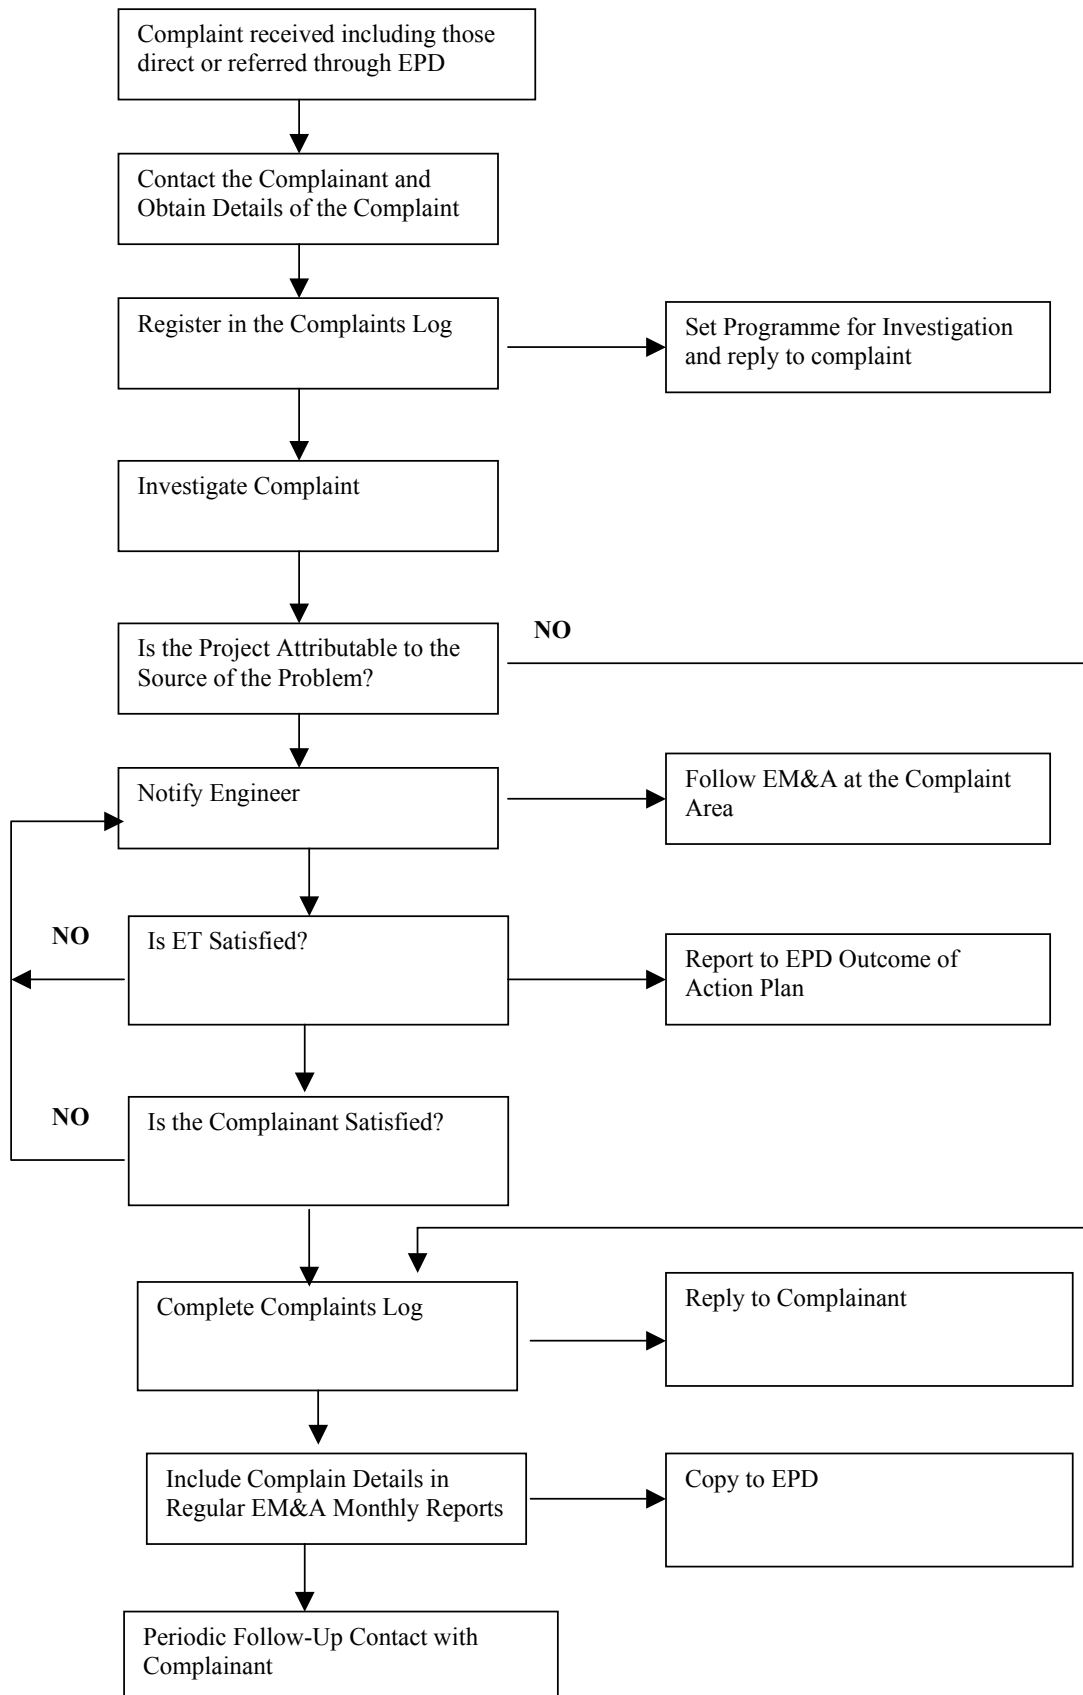 Complaint received including those
direct or referred through EPD
Contact the Complainant and
Obtain Details of the Complaint
Register in the Complaints Log
Set Programme for Investigation
and reply to complaint
Investigate Complaint
Is the Project Attributable to the
Source of the Problem?
NO
Notify Engineer
Follow EM&A at the Complaint
Area
NO
Is ET Satisfied?
Report to EPD Outcome of
Action Plan
NO
Is the Complainant Satisfied?
Complete Complaints Log
Reply to Complainant
Include Complain Details in
Regular EM&A Monthly Reports
Copy to EPD
Periodic Follow-Up Contact with
Complainant